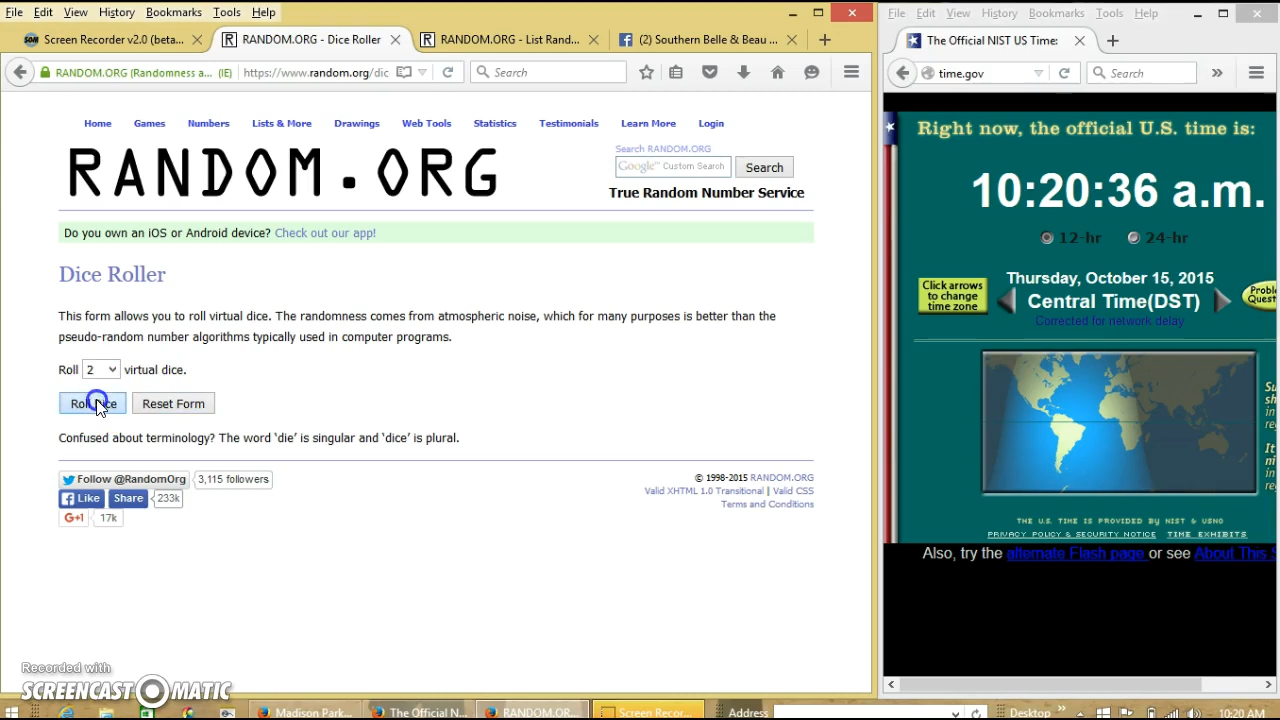 File Edit View History Bookmarks Tools Help
Screen Recorder v2.0 (beta...
RANDOM.ORG - Dice Roller
RANDOM.ORG - List Rand...
(2) Southern Belle & Beau ...
RANDOM.ORG (Randomness a... (IE)
https://www.random.org/dic
Search
Home Games Numbers Lists & More Drawings Web Tools Statistics Testimonials Learn More Login
RANDOM.ORG
Search RANDOM.ORG
Google™ Custom Search
Search
True Random Number Service
Do you own an iOS or Android device? Check out our app!
Dice Roller
This form allows you to roll virtual dice. The randomness comes from atmospheric noise, which for many purposes is better than the
pseudo-random number algorithms typically used in computer programs.
Roll 2 virtual dice.
Roll Dice
Reset Form
Confused about terminology? The word ‘die’ is singular and ‘dice’ is plural.
Follow @RandomOrg 3,115 followers
Like Share 233k
G+1 17k
© 1998-2015 RANDOM.ORG
Valid XHTML 1.0 Transitional | Valid CSS
Terms and Conditions
Recorded with
SCREENCAST-O-MATIC
File Edit View History Bookmarks Tools Help
The Official NIST US Time:
time.gov
Search
Right now, the official U.S. time is:
10:20:36 a.m.
12-hr 24-hr
Click arrows
to change
time zone
Thursday, October 15, 2015
Central Time(DST)
Corrected for network delay
Probl
Quest
THE U.S. TIME IS PROVIDED BY NIST & USNO
PRIVACY POLICY & SECURITY NOTICE TIME EXHIBITS
Also, try the alternate Flash page or see About This S
Madison Park...
The Official N...
RANDOM.OR...
Screen Recor...
Address
Desktop
10:20 AM